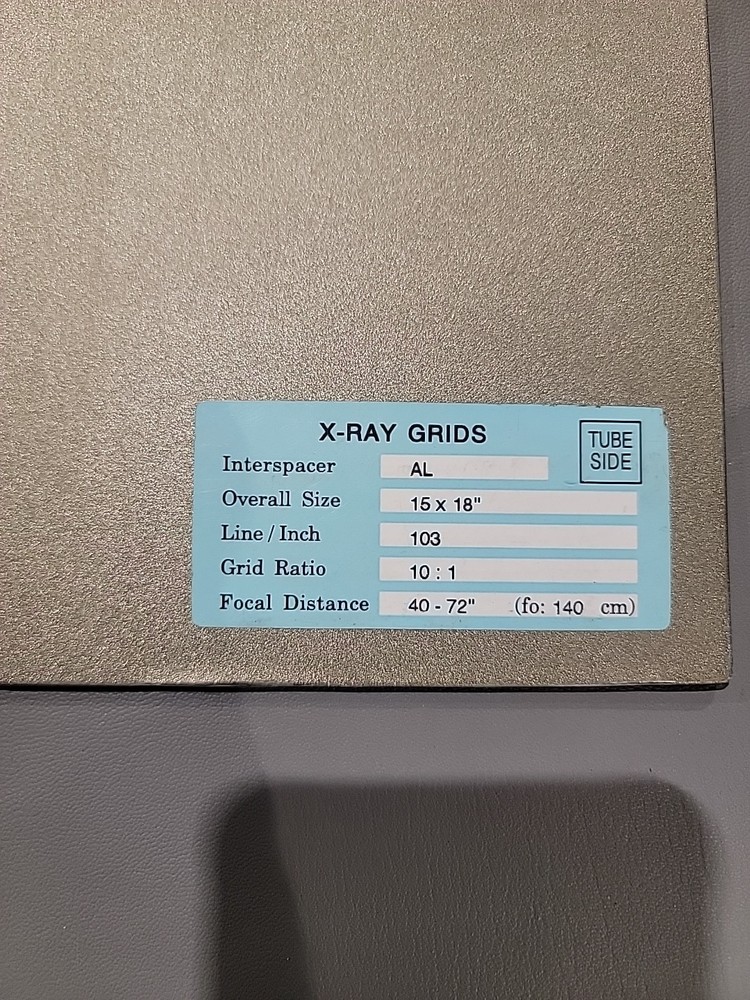 X-RAY GRIDS
TUBE
SIDE
Interspacer AL
Overall Size 15 x 18"
Line / Inch 103
Grid Ratio 10 : 1
Focal Distance 40 - 72" (fo: 140 cm)